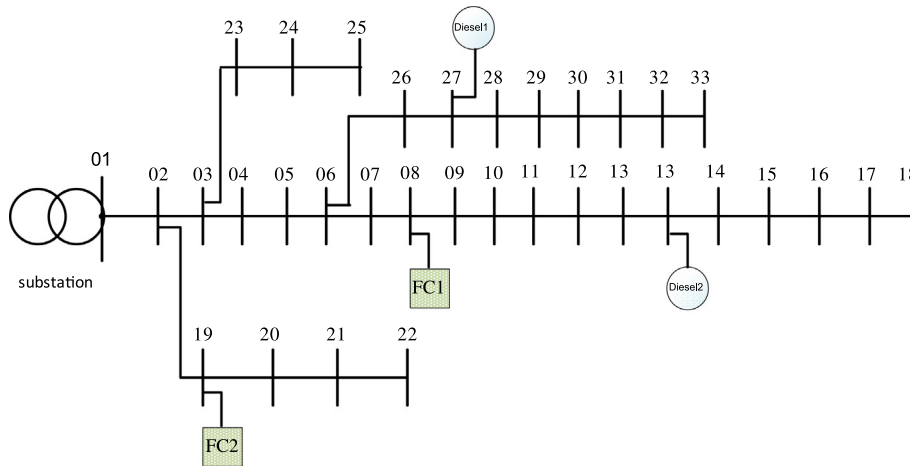 Diesel1
23 24 25
26 27 28 29 30 31 32 33
01
02 03 04 05 06 07 08 09 10 11 12 13 13 14 15 16 17 18
substation
FC1
Diesel2
19 20 21 22
FC2